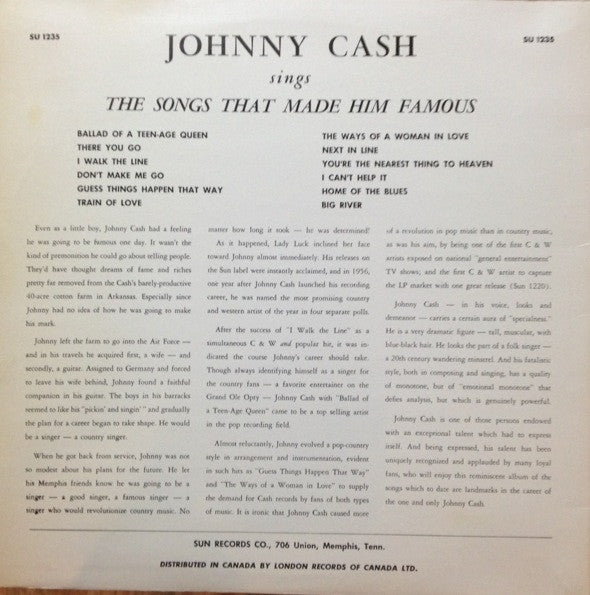 SU 1235
SU 1235
JOHNNY CASH
sings
THE SONGS THAT MADE HIM FAMOUS
BALLAD OF A TEEN-AGE QUEEN
THERE YOU GO
I WALK THE LINE
DON'T MAKE ME GO
GUESS THINGS HAPPEN THAT WAY
TRAIN OF LOVE
THE WAYS OF A WOMAN IN LOVE
NEXT IN LINE
YOU'RE THE NEAREST THING TO HEAVEN
I CAN'T HELP IT
HOME OF THE BLUES
BIG RIVER
Even as a little boy, Johnny Cash had a feeling
he was going to be famous one day. It wasn't the
kind of premonition he could go about telling people.
They'd have thought dreams of fame and riches
pretty far removed from the Cash's barely-productive
40-acre cotton farm in Arkansas. Especially since
Johnny had no idea of how he was going to make
his mark.
Johnny left the farm to go into the Air Force —
and in his travels he acquired first, a wife — and
secondly, a guitar. Assigned to Germany and forced
to leave his wife behind, Johnny found a faithful
companion in his guitar. The boys in his barracks
seemed to like his "pickin' and singin'" and gradually
the plan for a career began to take shape. He would
be a singer — a country singer.
When he got back from service, Johnny was not
so modest about his plans for the future. He let
his Memphis friends know he was going to be a
singer — a good singer, a famous singer — a
singer who would revolutionize country music. No
matter how long it took — he was determined!
As it happened, Lady Luck inclined her face
toward Johnny almost immediately. His releases on
the Sun label were instantly acclaimed, and in 1956,
one year after Johnny Cash launched his recording
career, he was named the most promising country
and western artist of the year in four separate polls.
After the success of "I Walk the Line" as a
simultaneous C & W and popular hit, it was in-
dicated the course Johnny's career should take.
Though always identifying himself as a singer for
the country fans — a favorite entertainer on the
Grand Ole Opry — Johnny Cash with "Ballad of
a Teen-Age Queen" came to be a top selling artist
in the pop recording field.
Almost reluctantly, Johnny evolved a pop-country
style in arrangement and instrumentation, evident
in such hits as "Guess Things Happen That Way"
and "The Ways of a Woman in Love" to supply
the demand for Cash records by fans of both types
of music. It is ironic that Johnny Cash caused more
of a revolution in pop music than in country music,
as was his aim, by being one of the first C & W
artists exposed on national "general entertainment"
TV shows; and the first C & W artist to capture
the LP market with one great release (Sun 1220).
Johnny Cash — in his voice, looks and
demeanor — carries a certain aura of "specialness."
He is a very dramatic figure — tall, muscular, with
blue-black hair. He looks the part of a folk singer —
a 20th century wandering minstrel. And his fatalistic
style, both in composing and singing, has a quality
of monotone, but of "emotional monotone" that
defies analysis, but which is genuinely powerful.
Johnny Cash is one of those persons endowed
with an exceptional talent which had to express
itself. And being expressed, his talent has been
uniquely recognized and applauded by many loyal
fans, who will enjoy this reminiscent album of the
songs which to date are landmarks in the career of
the one and only Johnny Cash.
SUN RECORDS CO., 706 Union, Memphis, Tenn.
DISTRIBUTED IN CANADA BY LONDON RECORDS OF CANADA LTD.